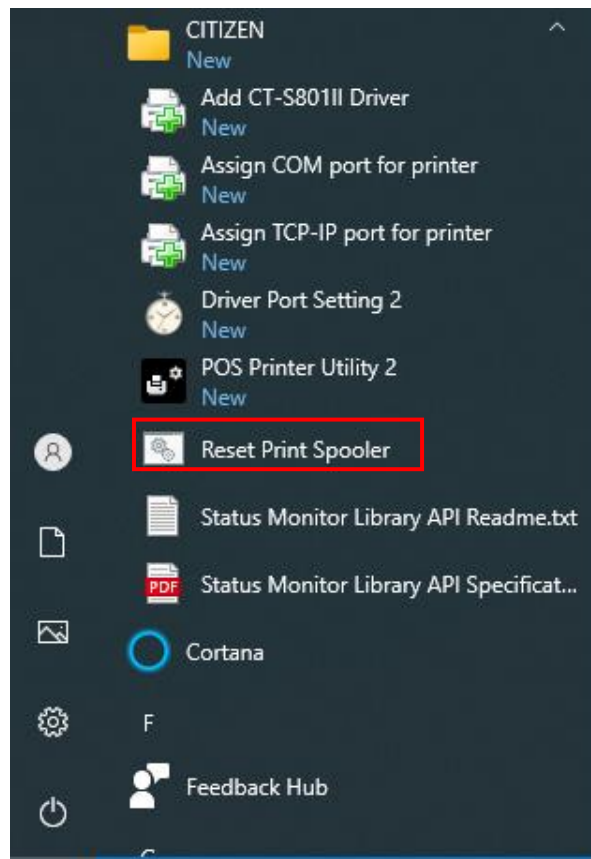 CITIZEN
New
Add CT-S801II Driver
New
Assign COM port for printer
New
Assign TCP-IP port for printer
New
Driver Port Setting 2
New
POS Printer Utility 2
New
Reset Print Spooler
Status Monitor Library API Readme.txt
PDF
Status Monitor Library API Specificat...
Cortana
F
Feedback Hub